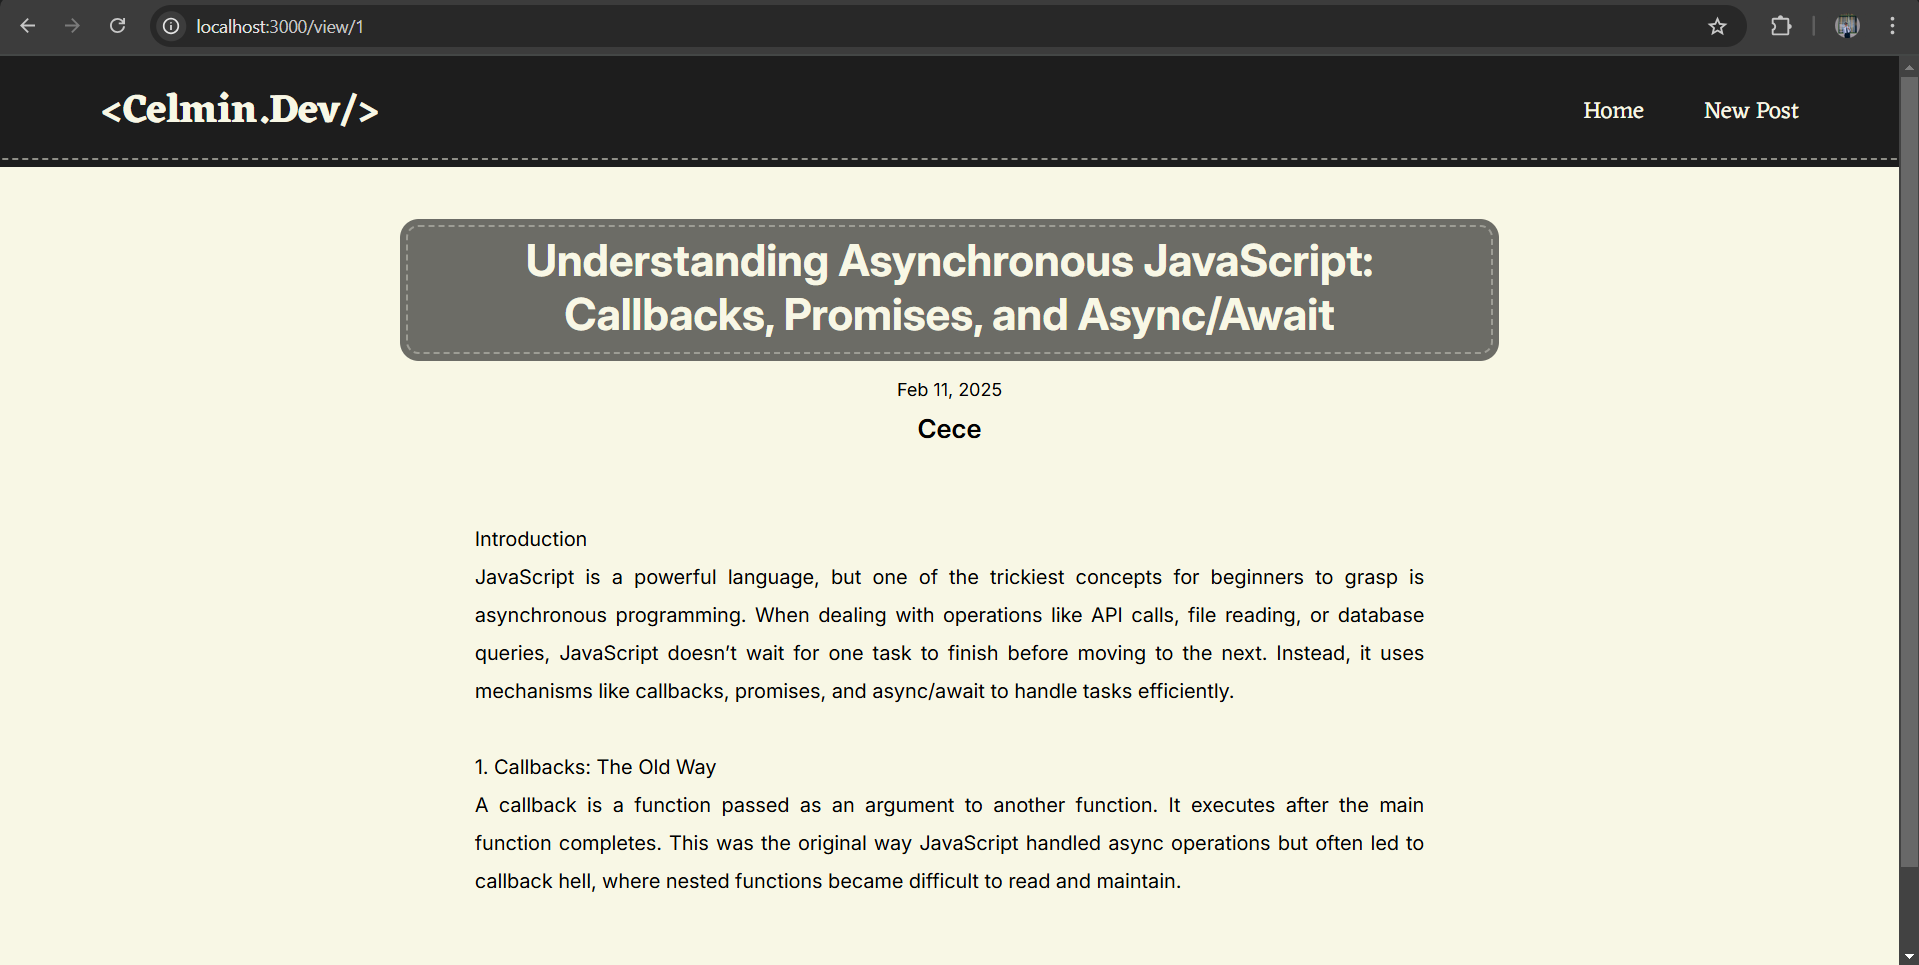 localhost:3000/view/1
<Celmin.Dev/>
Home
New Post
Understanding Asynchronous JavaScript:
Callbacks, Promises, and Async/Await
Feb 11, 2025
Cece
Introduction
JavaScript is a powerful language, but one of the trickiest concepts for beginners to grasp is
asynchronous programming. When dealing with operations like API calls, file reading, or database
queries, JavaScript doesn’t wait for one task to finish before moving to the next. Instead, it uses
mechanisms like callbacks, promises, and async/await to handle tasks efficiently.
1. Callbacks: The Old Way
A callback is a function passed as an argument to another function. It executes after the main
function completes. This was the original way JavaScript handled async operations but often led to
callback hell, where nested functions became difficult to read and maintain.